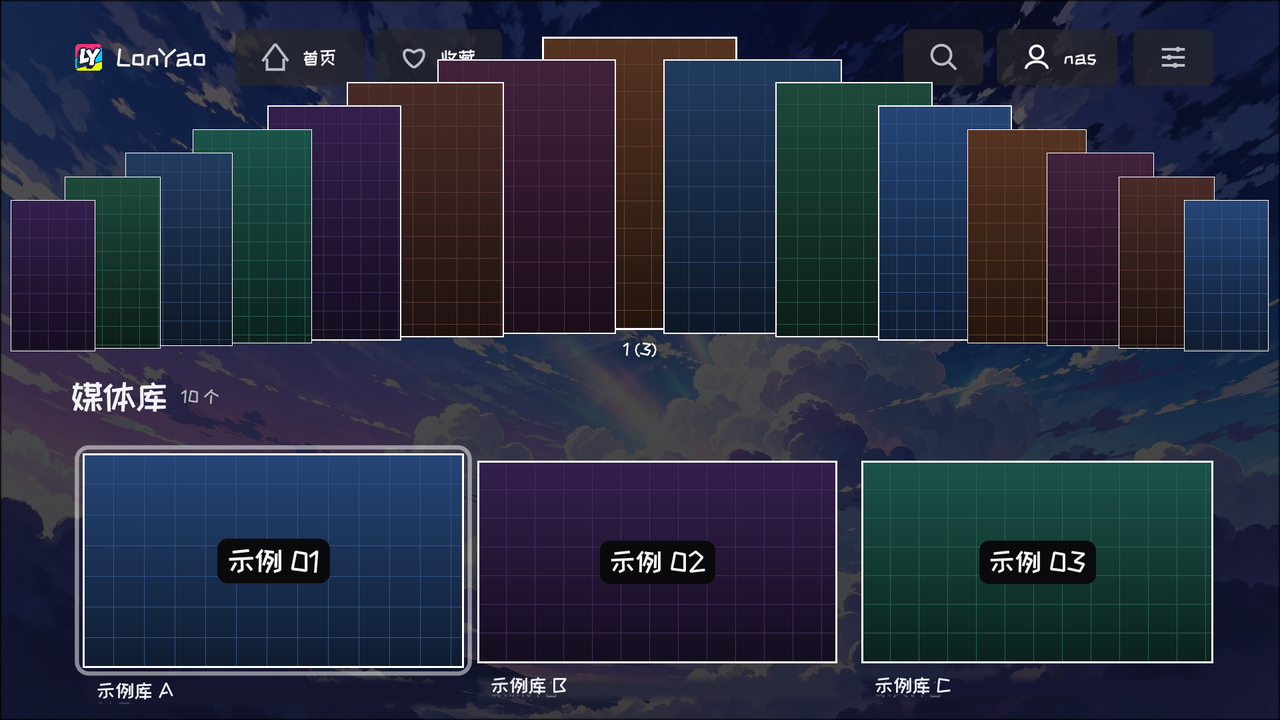 LY LonYao
首页
收藏
nas
1 (3)
媒体库 10 个
示例 01
示例 02
示例 03
示例库 A
示例库 B
示例库 C